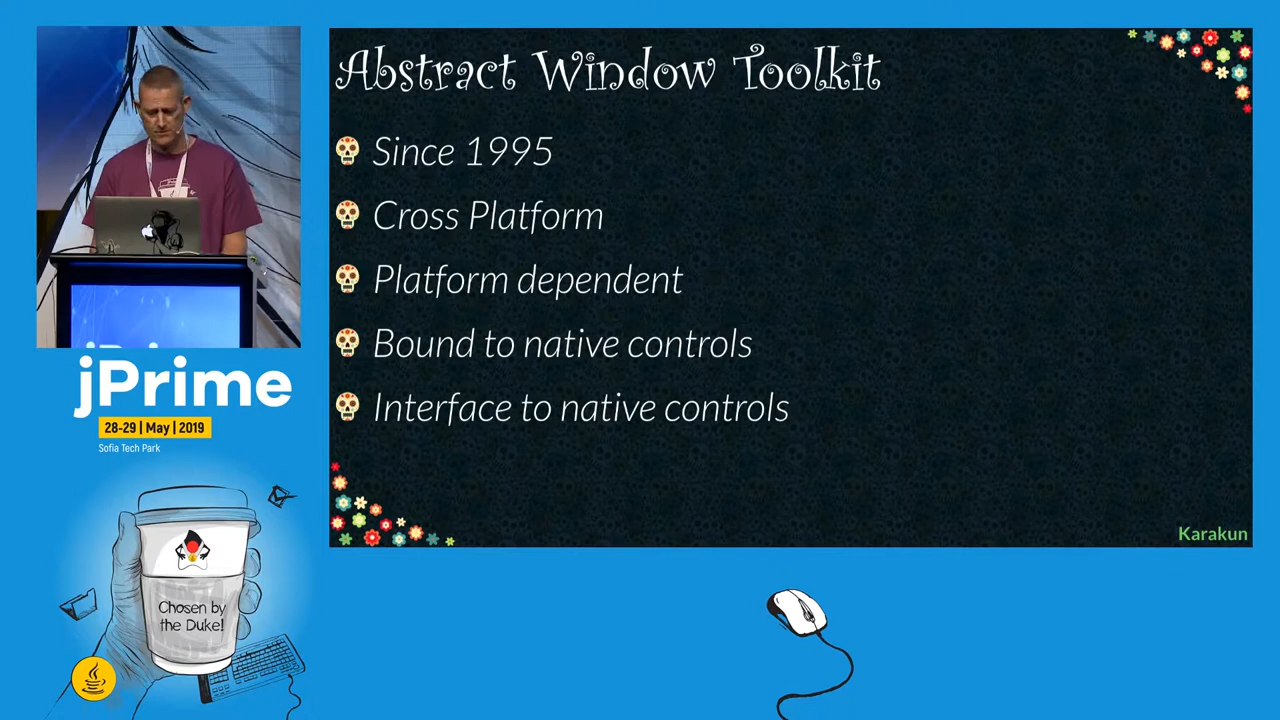 Abstract Window Toolkit
Since 1995
Cross Platform
Platform dependent
Bound to native controls
Interface to native controls
Karakun
jPrime
28-29 | May | 2019
Sofia Tech Park
Chosen by
the Duke!